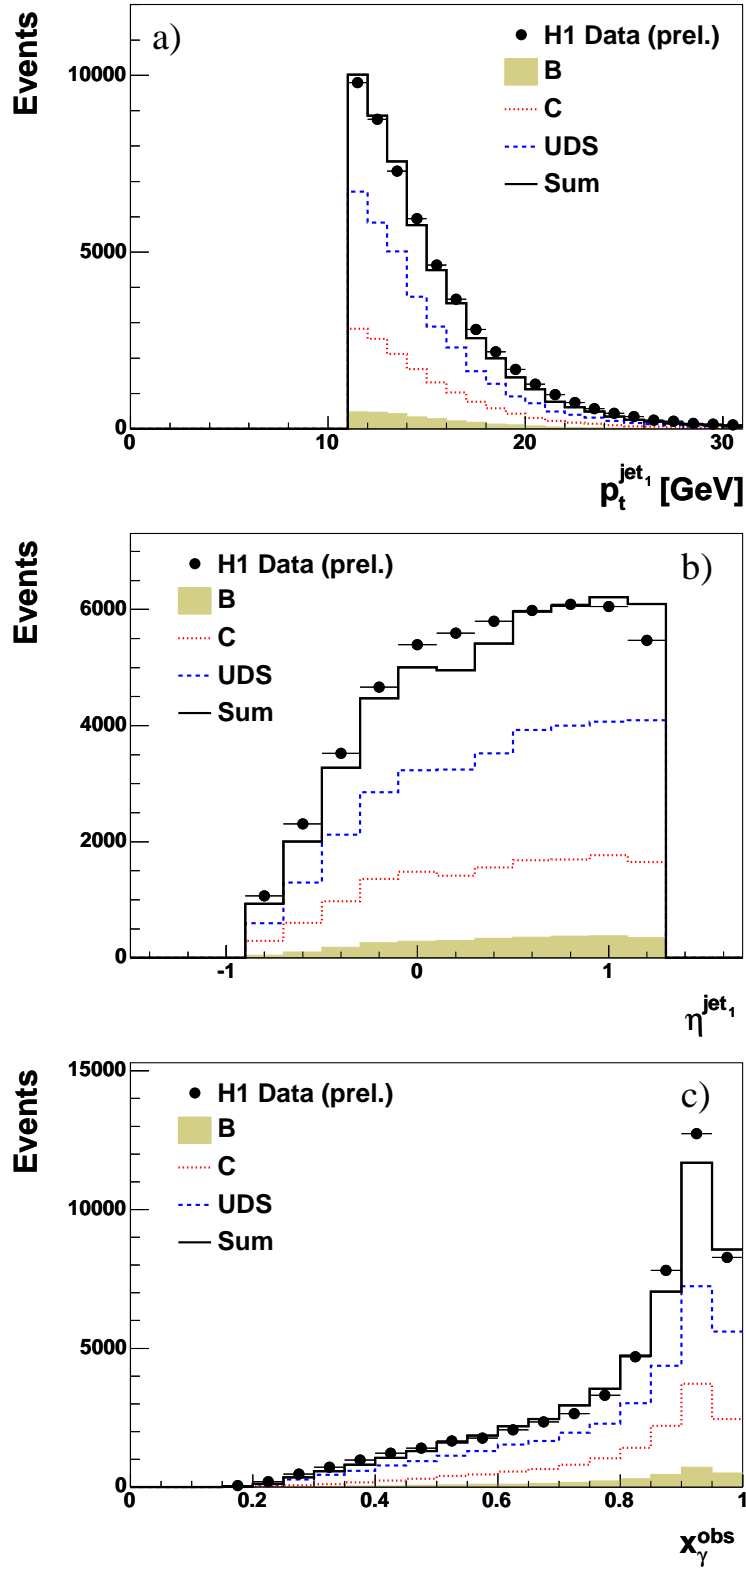 a)
Events
H1 Data (prel.)
B
C
UDS
Sum
10000
5000
0
0 10 20 30
p_t^{jet_1} [GeV]
b)
Events
H1 Data (prel.)
B
C
UDS
Sum
6000
4000
2000
0
-1 0 1
η^{jet_1}
c)
Events
H1 Data (prel.)
B
C
UDS
Sum
15000
10000
5000
0
0 0.2 0.4 0.6 0.8 1
x_γ^{obs}